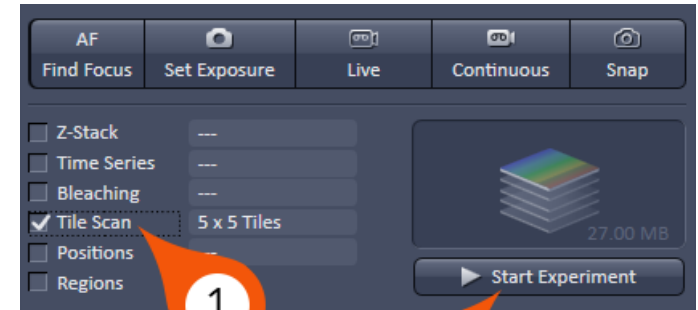 AF
Find Focus
Set Exposure
Live
Continuous
Snap
Z-Stack ---
Time Series ---
Bleaching ---
Tile Scan 5 x 5 Tiles
Positions ---
Regions
27.00 MB
Start Experiment
1